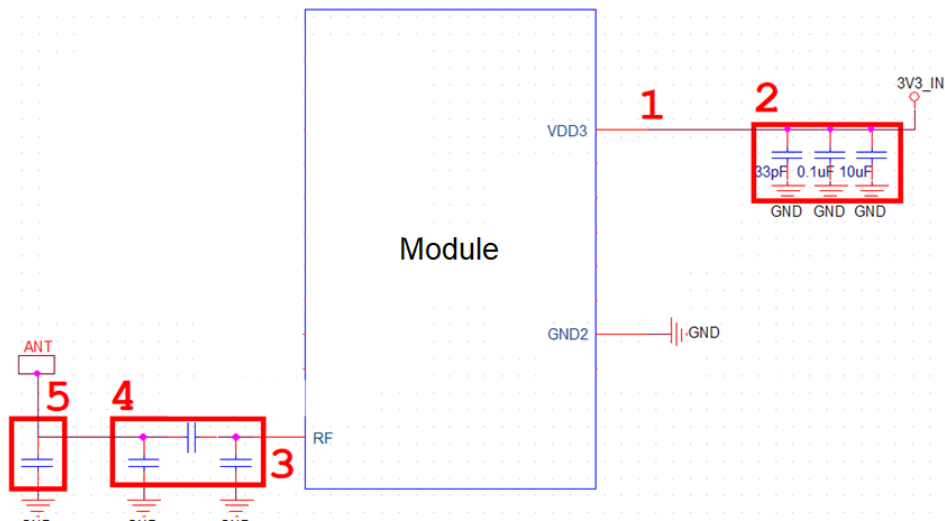 3V3_IN
1
2
VDD3
33pF 0.1uF 10uF
GND GND GND
Module
GND2
GND
ANT
5
4
RF
3